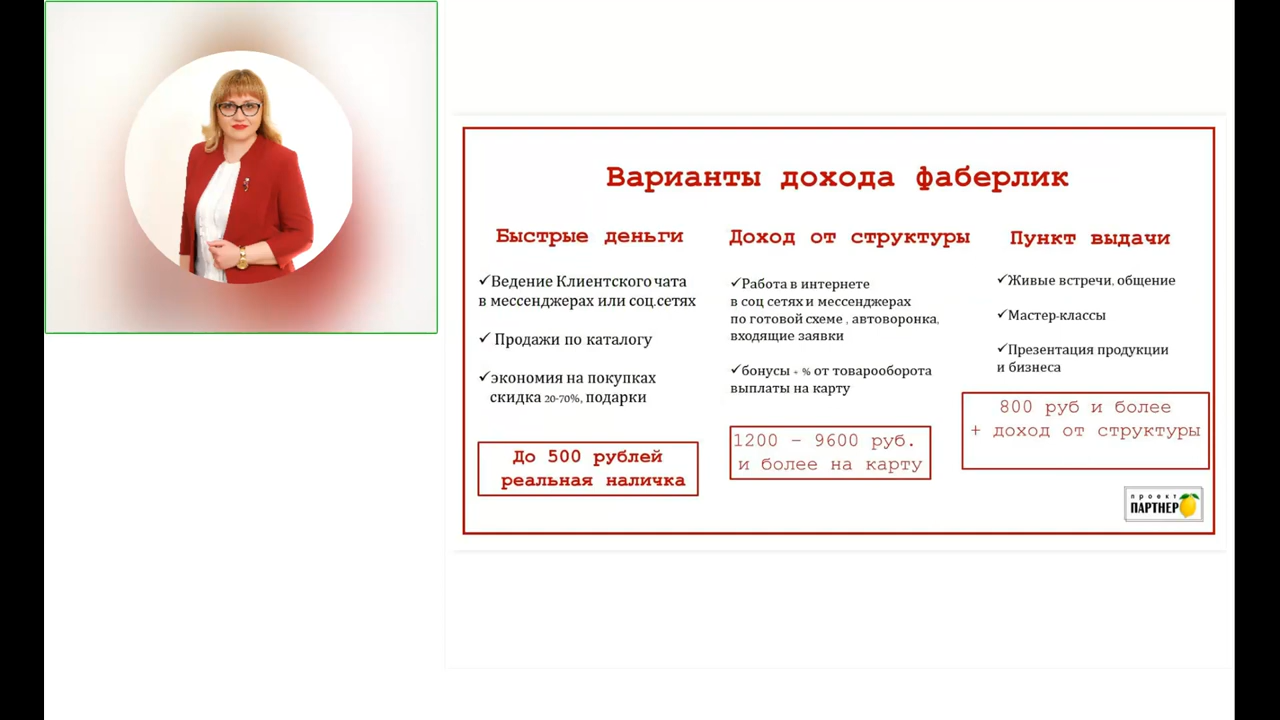 Варианты дохода фаберлик
Быстрые деньги
✓Ведение Клиентского чата
в мессенджерах или соц.сетях
✓ Продажи по каталогу
✓экономия на покупках
скидка 20-70%, подарки
До 500 рублей
реальная наличка
Доход от структуры
✓Работа в интернете
в соц сетях и мессенджерах
по готовой схеме , автоворонка,
входящие заявки
✓бонусы + % от товарооборота
выплаты на карту
1200 – 9600 руб.
и более на карту
Пункт выдачи
✓Живые встречи, общение
✓Мастер-классы
✓Презентация продукции
и бизнеса
800 руб и более
+ доход от структуры
проект
ПАРТНЕР